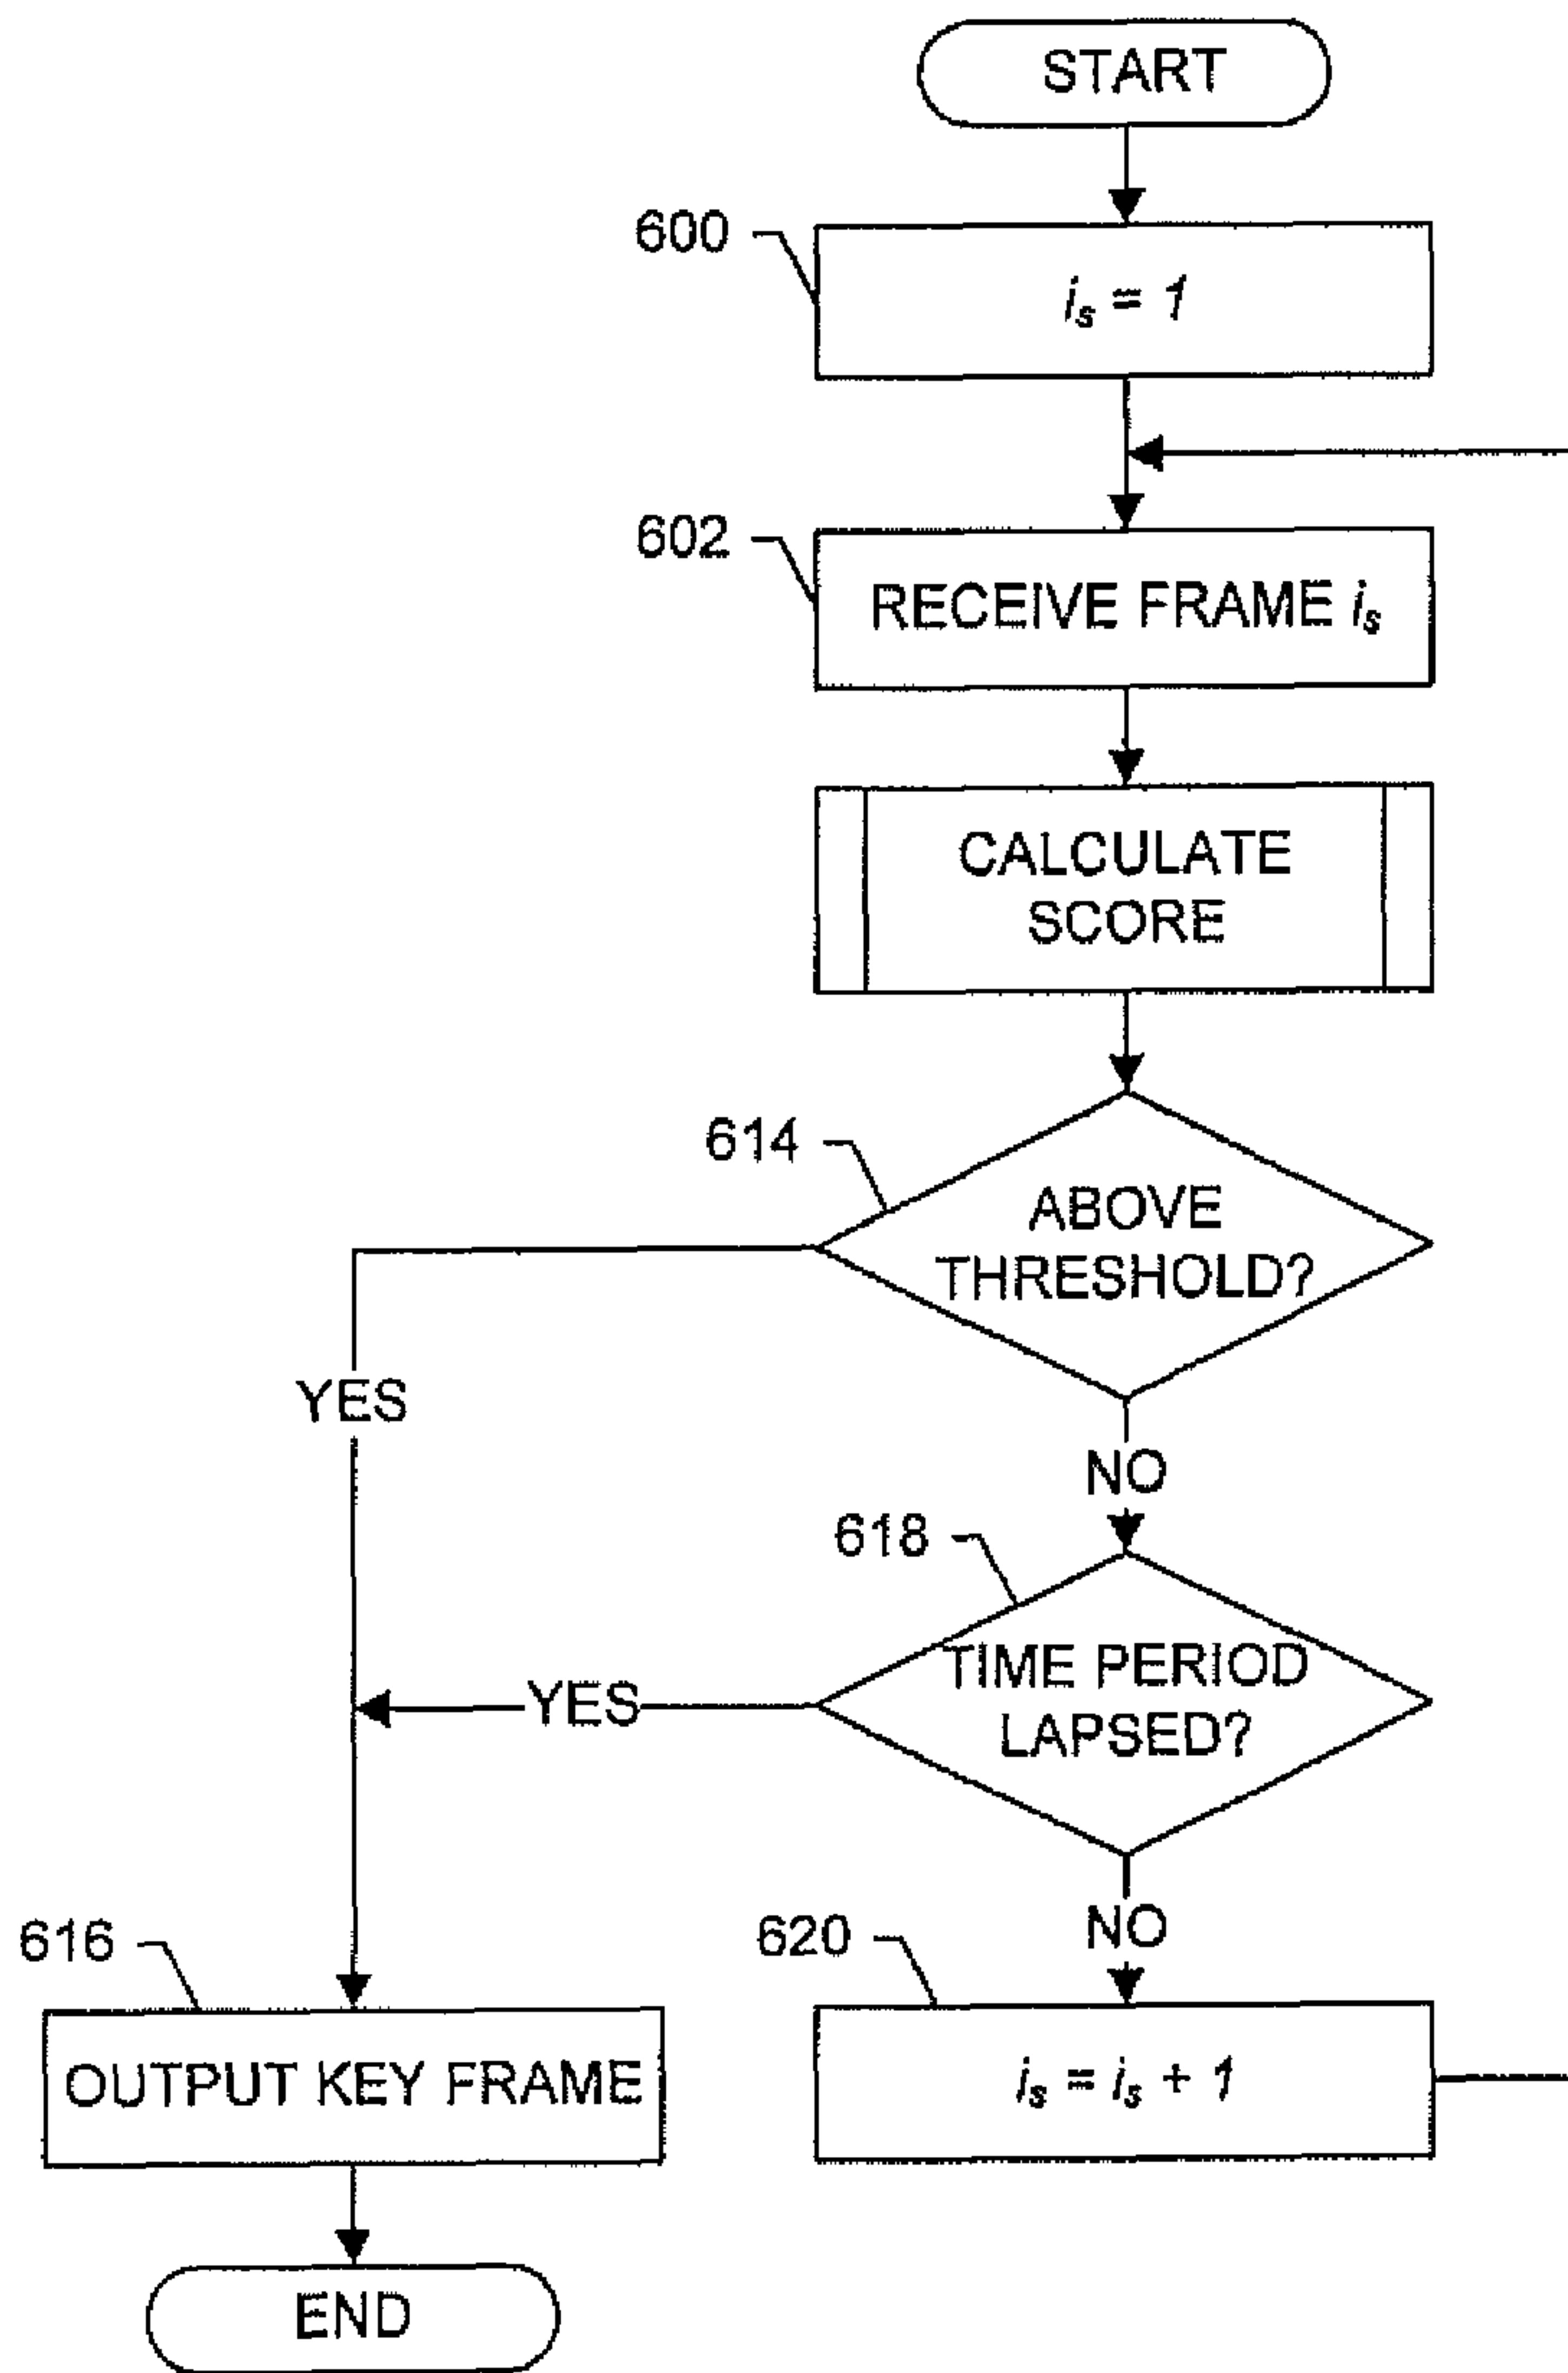 START
600
i_s = 1
602
RECEIVE FRAME i_s
CALCULATE
SCORE
614
ABOVE
THRESHOLD?
YES
NO
618
TIME PERIOD
LAPSED?
YES
NO
616
620
OUTPUT KEY FRAME
i_s = i_s + 1
END